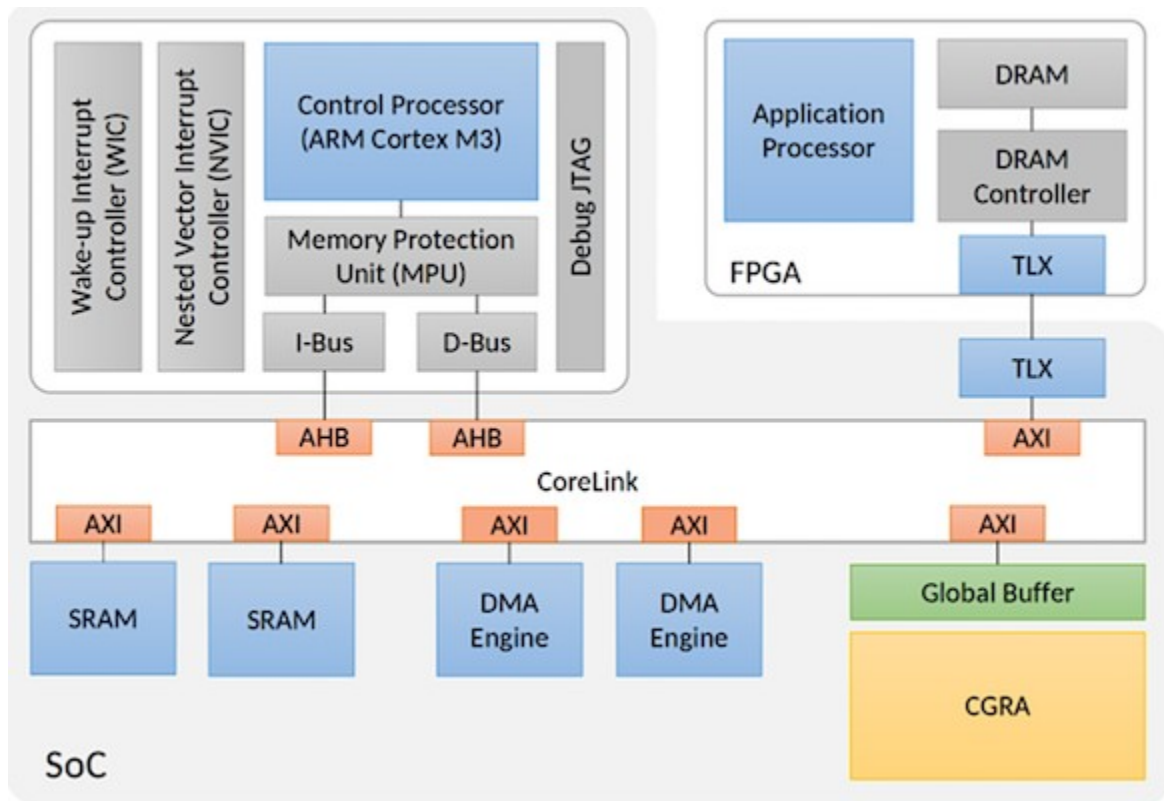 Wake-up Interrupt
Controller (WIC)
Nested Vector Interrupt
Controller (NVIC)
Control Processor
(ARM Cortex M3)
Memory Protection
Unit (MPU)
I-Bus
D-Bus
Debug JTAG
Application
Processor
DRAM
DRAM
Controller
FPGA
TLX
TLX
AHB
AHB
AXI
CoreLink
AXI
AXI
AXI
AXI
AXI
SRAM
SRAM
DMA
Engine
DMA
Engine
Global Buffer
CGRA
SoC